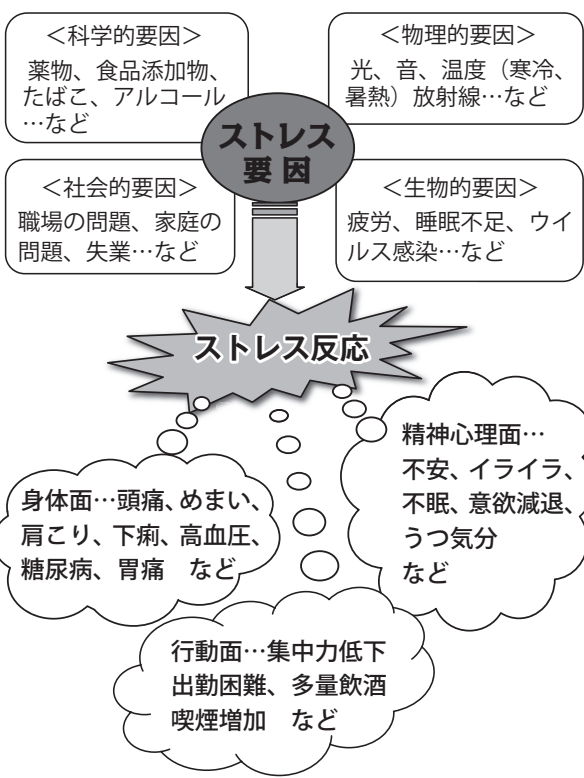 ＜科学的要因＞
薬物、食品添加物、
たばこ、アルコール
…など
＜物理的要因＞
光、音、温度（寒冷、
暑熱）放射線…など
ストレス
要因
＜社会的要因＞
職場の問題、家庭の
問題、失業…など
＜生物的要因＞
疲労、睡眠不足、ウイ
ルス感染…など
ストレス反応
精神心理面…
不安、イライラ、
不眠、意欲減退、
うつ気分
など
身体面…頭痛、めまい、
肩こり、下痢、高血圧、
糖尿病、胃痛　など
行動面…集中力低下
出勤困難、多量飲酒
喫煙増加　など